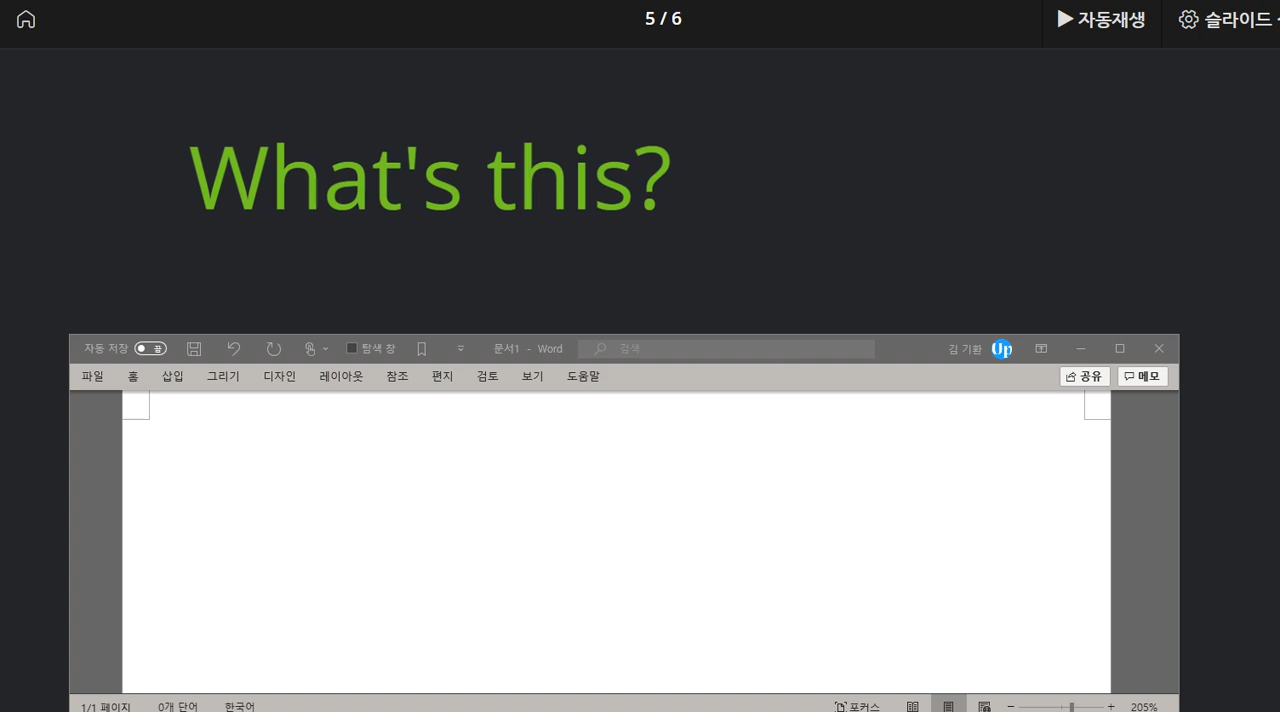 5 / 6
자동재생
슬라이드
What's this?
자동 저장 끔 탐색 창 문서1 - Word 검색 김 기환 Up
파일 홈 삽입 그리기 디자인 레이아웃 참조 편지 검토 보기 도움말 공유 메모
1/1 페이지 0개 단어 한국어 포커스 - + 205%